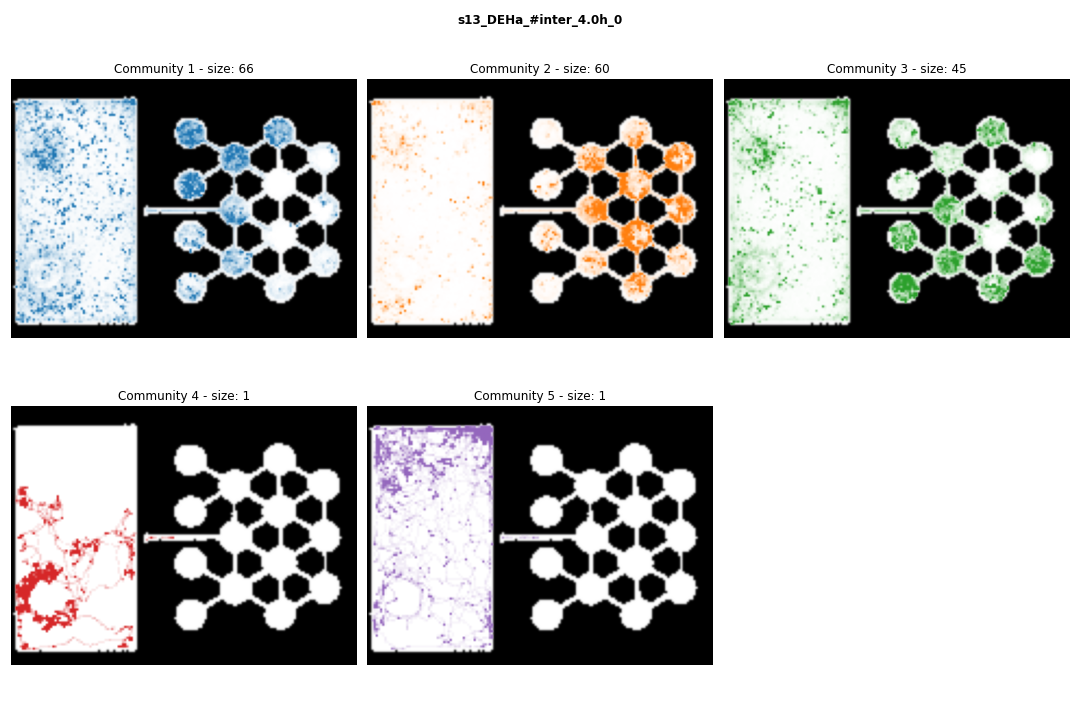 s13_DEHa_#inter_4.0h_0
Community 1 - size: 66
Community 2 - size: 60
Community 3 - size: 45
Community 4 - size: 1
Community 5 - size: 1